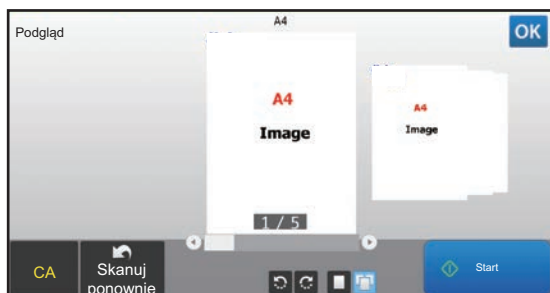 A4
Podgląd
OK
A4
Image
A4
Image
1 / 5
CA
Skanuj
ponownie
Start